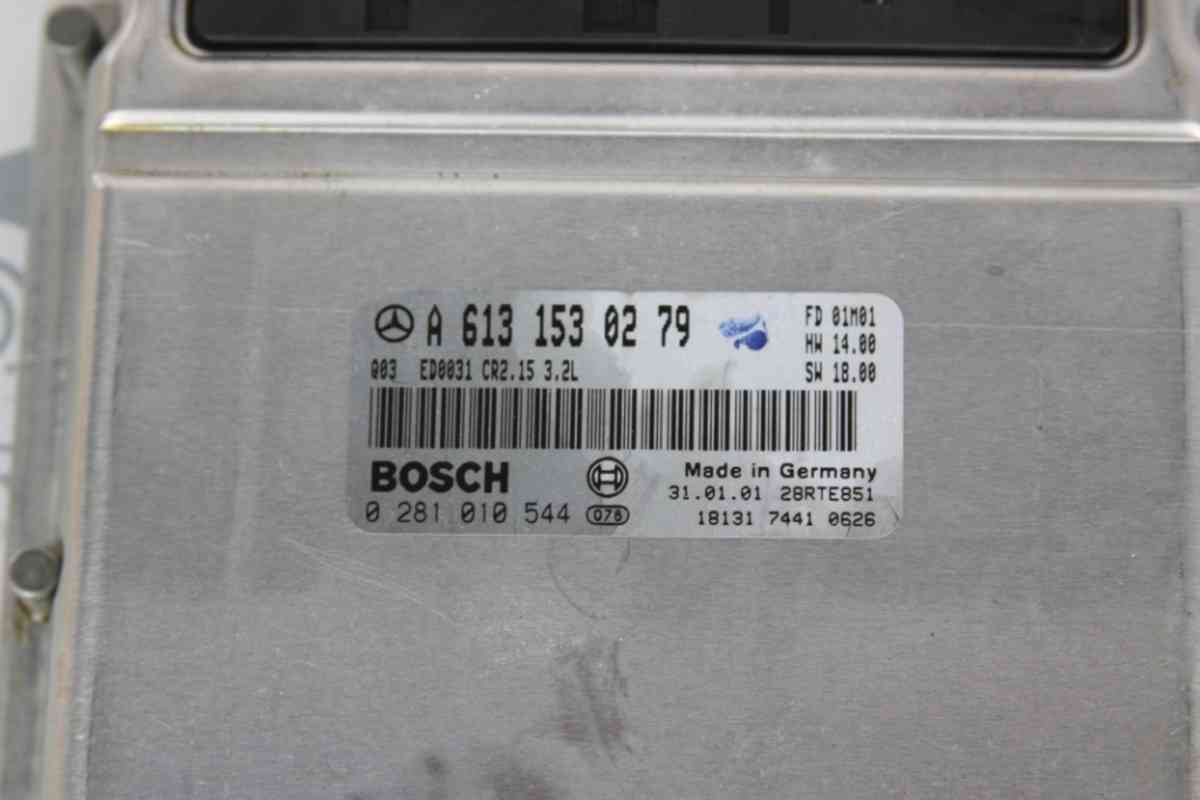 A 613 153 02 79
FD 01M01
HW 14.00
Q03 ED0031 CR2.15 3.2L
SW 18.00
BOSCH
Made in Germany
31.01.01 28RTE851
0 281 010 544 078
18131 7441 0626